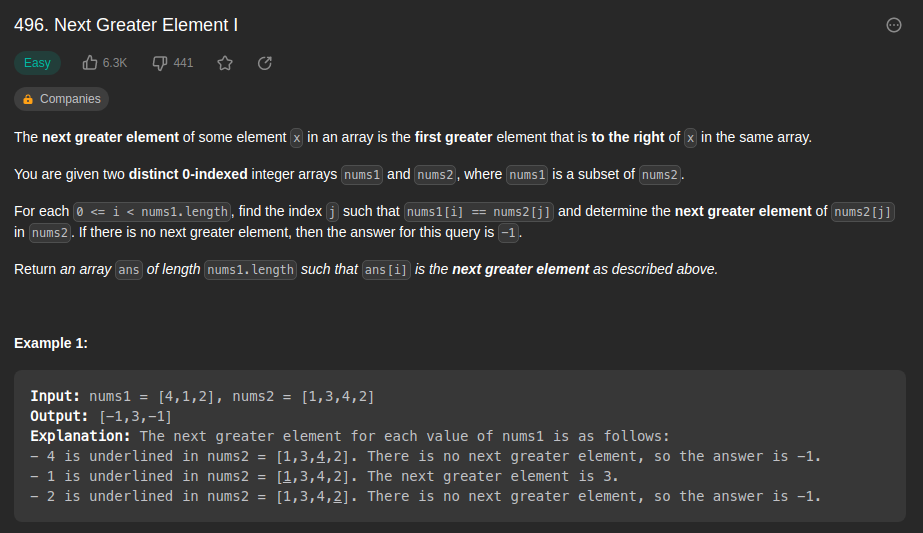 496. Next Greater Element I
Easy 6.3K 441
Companies
The next greater element of some element x in an array is the first greater element that is to the right of x in the same array.
You are given two distinct 0-indexed integer arrays nums1 and nums2, where nums1 is a subset of nums2.
For each 0 <= i < nums1.length, find the index j such that nums1[i] == nums2[j] and determine the next greater element of nums2[j]
in nums2. If there is no next greater element, then the answer for this query is -1.
Return an array ans of length nums1.length such that ans[i] is the next greater element as described above.
Example 1:
Input: nums1 = [4,1,2], nums2 = [1,3,4,2]
Output: [-1,3,-1]
Explanation: The next greater element for each value of nums1 is as follows:
- 4 is underlined in nums2 = [1,3,4,2]. There is no next greater element, so the answer is -1.
- 1 is underlined in nums2 = [1,3,4,2]. The next greater element is 3.
- 2 is underlined in nums2 = [1,3,4,2]. There is no next greater element, so the answer is -1.